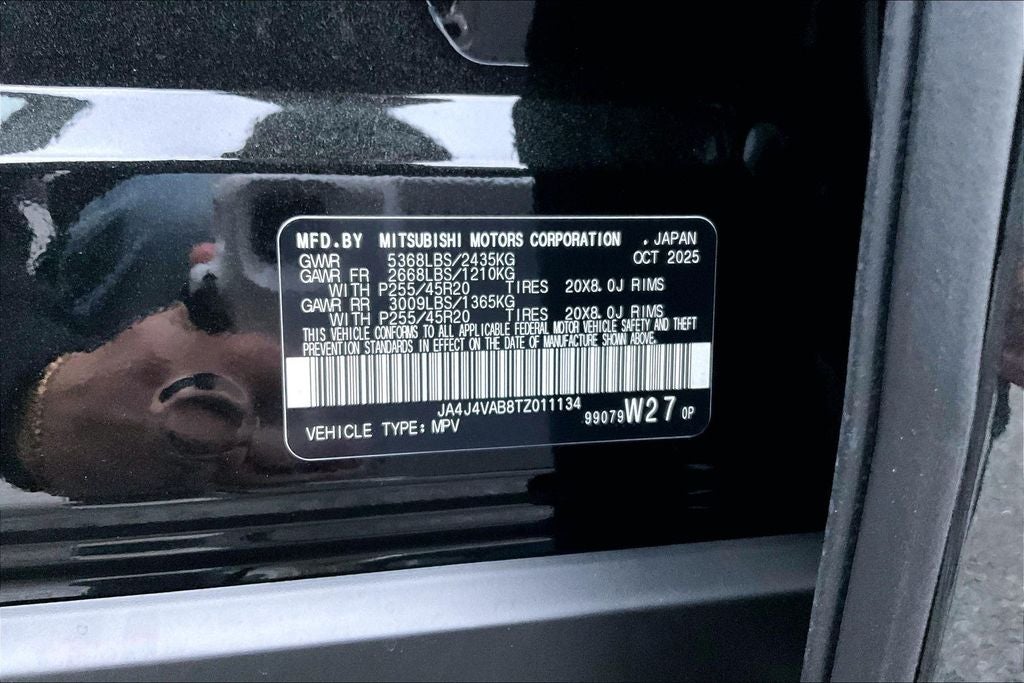 MFD.BY MITSUBISHI MOTORS CORPORATION , JAPAN
GVWR 5368LBS/2435KG OCT 2025
GAWR FR 2668LBS/1210KG
WITH P255/45R20 TIRES 20X8.0J RIMS
GAWR RR 3009LBS/1365KG
WITH P255/45R20 TIRES 20X8.0J RIMS
THIS VEHICLE CONFORMS TO ALL APPLICABLE FEDERAL MOTOR VEHICLE SAFETY AND THEFT
PREVENTION STANDARDS IN EFFECT ON THE DATE OF MANUFACTURE SHOWN ABOVE.
JA4J4VAB8TZ011134
VEHICLE TYPE: MPV 99079W27 0P